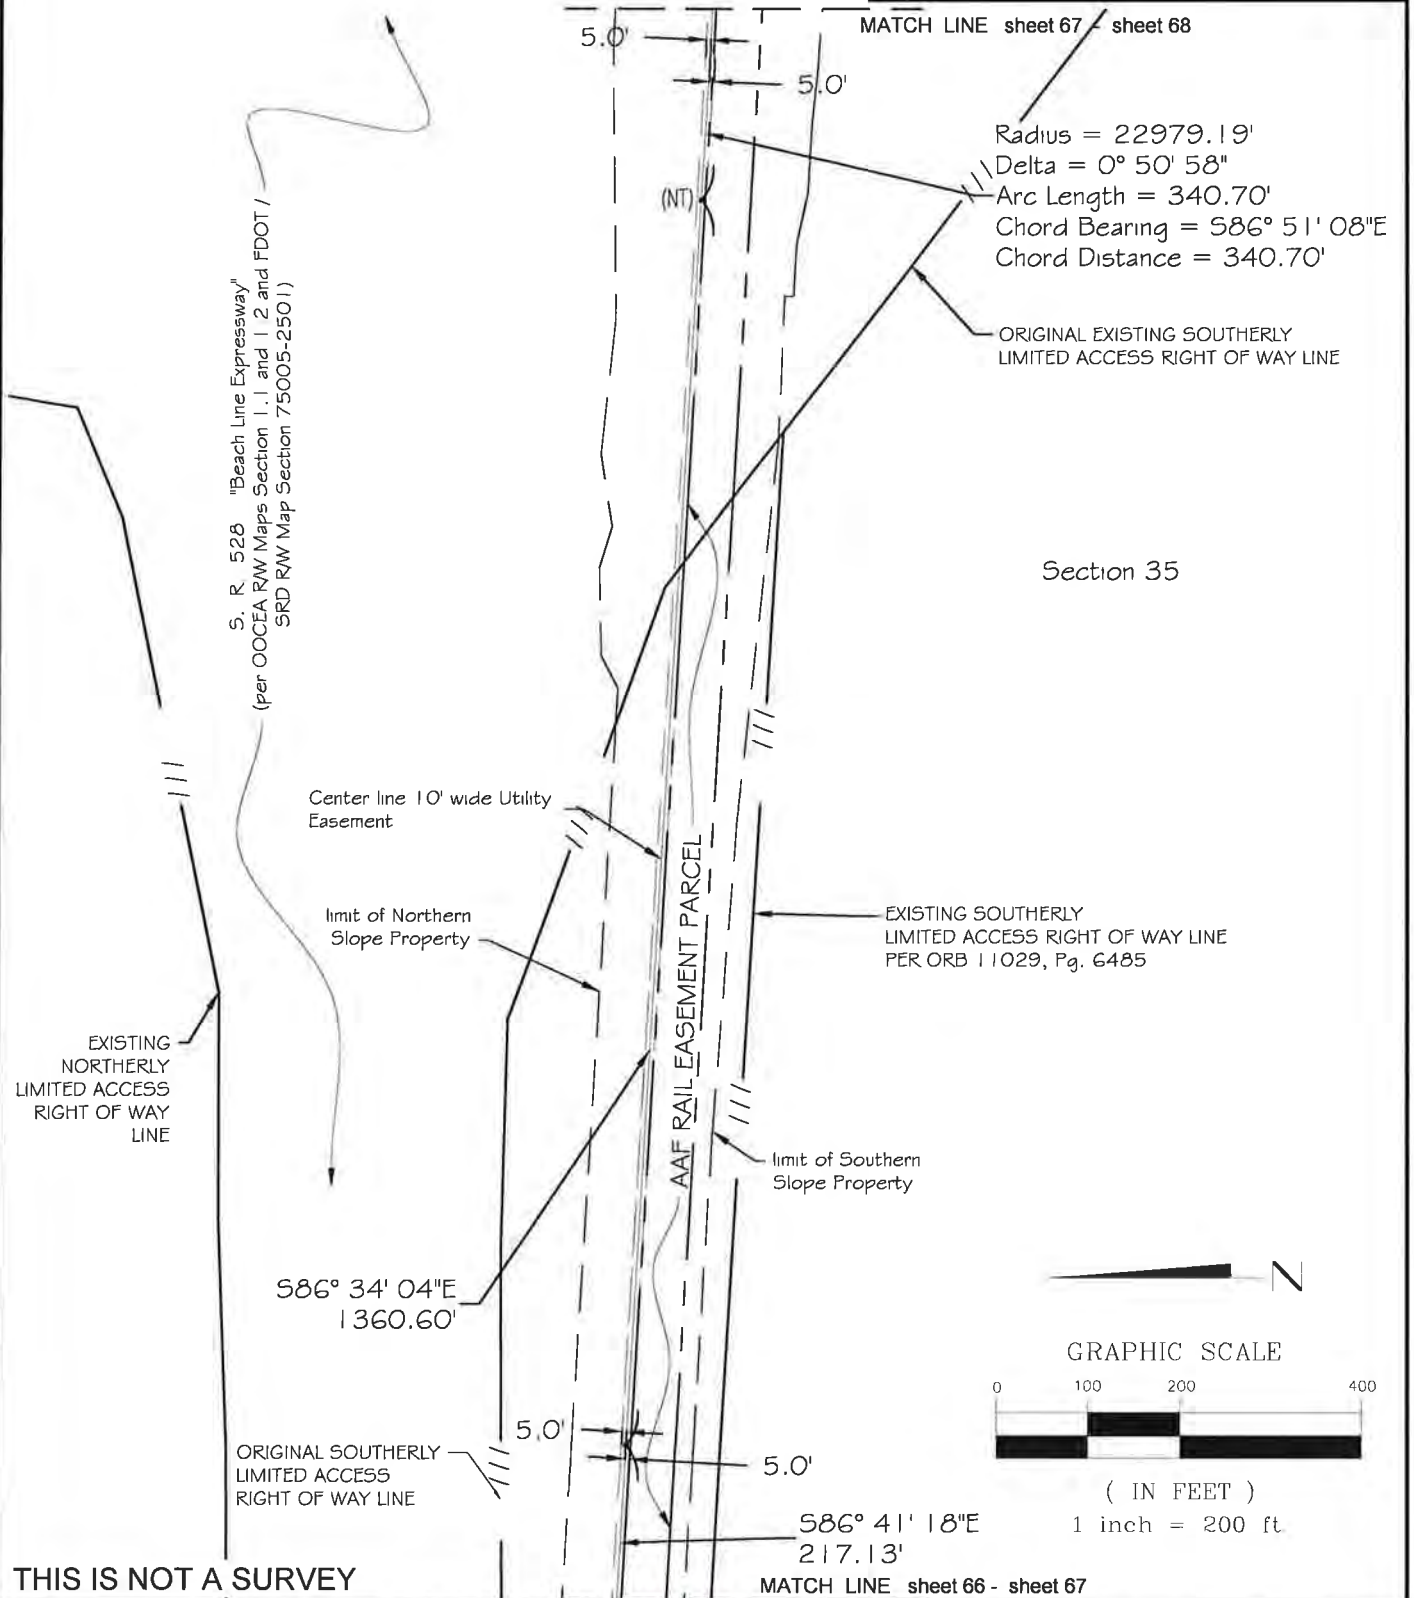 MATCH LINE sheet 67 - sheet 68
5.0'
5.0'
Radius = 22979.19'
Delta = 0° 50' 58"
Arc Length = 340.70'
Chord Bearing = S86° 51' 08"E
Chord Distance = 340.70'
(NT)
ORIGINAL EXISTING SOUTHERLY
LIMITED ACCESS RIGHT OF WAY LINE
S. R 528 "Beach Line Expressway"
(per OOCEA R/W Maps Section 1.1 and 1 2 and FDOT /
SRD R/W Map Section 75005-2501)
Section 35
Center line 10' wide Utility
Easement
limit of Northern
Slope Property
AAF RAIL EASEMENT PARCEL
EXISTING SOUTHERLY
LIMITED ACCESS RIGHT OF WAY LINE
PER ORB 11029, Pg. 6485
EXISTING
NORTHERLY
LIMITED ACCESS
RIGHT OF WAY
LINE
limit of Southern
Slope Property
S86° 34' 04"E
1360.60'
N
GRAPHIC SCALE
0 100 200 400
( IN FEET )
1 inch = 200 ft
5.0'
5.0'
ORIGINAL SOUTHERLY
LIMITED ACCESS
RIGHT OF WAY LINE
S86° 41' 18"E
217.13'
THIS IS NOT A SURVEY
MATCH LINE sheet 66 - sheet 67